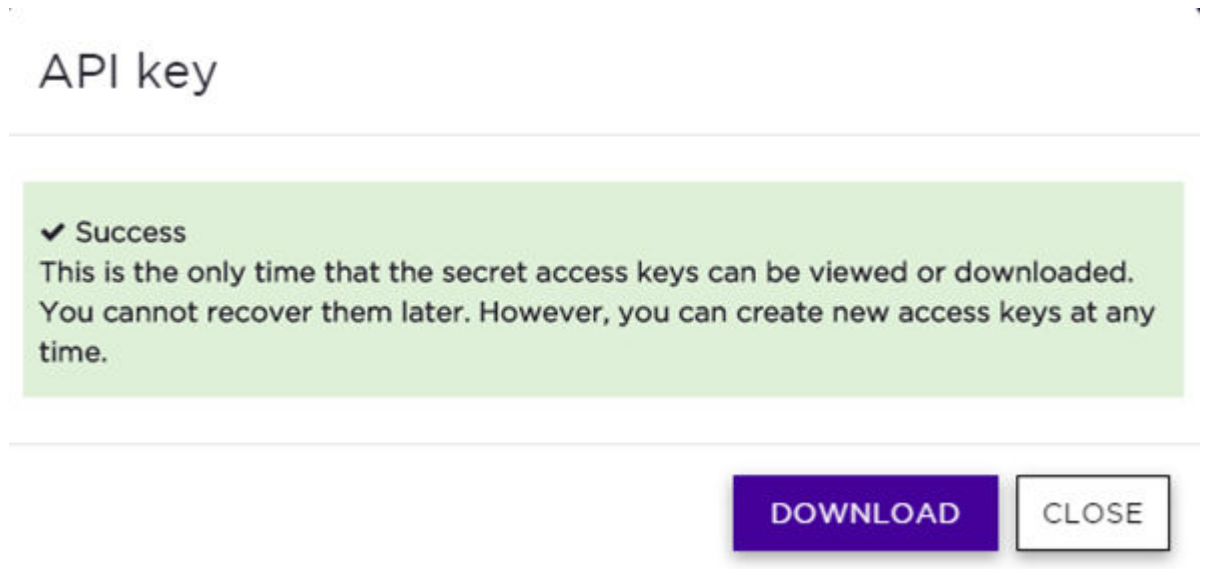 API key
✔ Success
This is the only time that the secret access keys can be viewed or downloaded.
You cannot recover them later. However, you can create new access keys at any
time.
DOWNLOAD
CLOSE